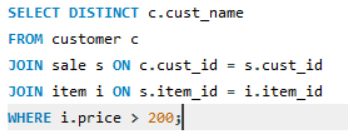 SELECT DISTINCT c.cust_name
FROM customer c
JOIN sale s ON c.cust_id = s.cust_id
JOIN item i ON s.item_id = i.item_id
WHERE i.price > 200;